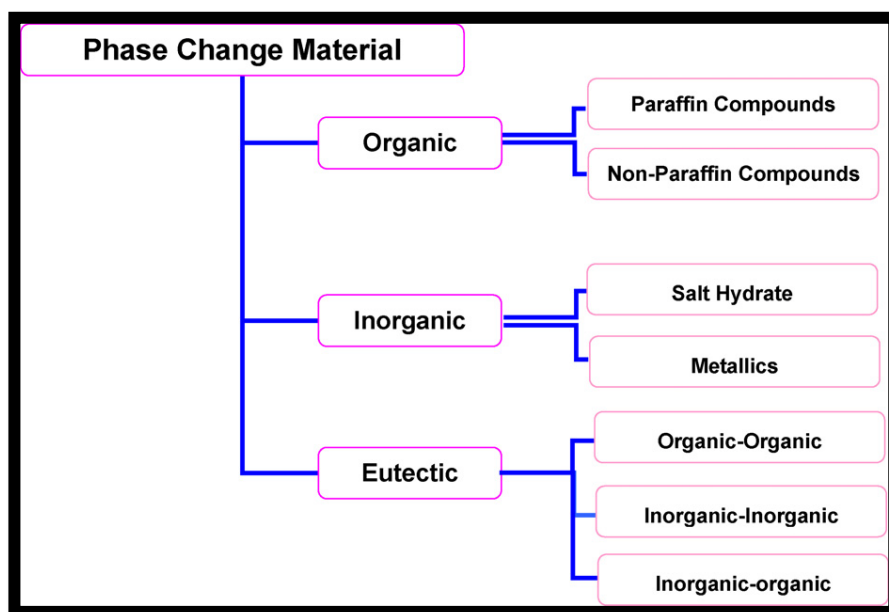 Phase Change Material
Organic
Paraffin Compounds
Non-Paraffin Compounds
Inorganic
Salt Hydrate
Metallics
Eutectic
Organic-Organic
Inorganic-Inorganic
Inorganic-organic